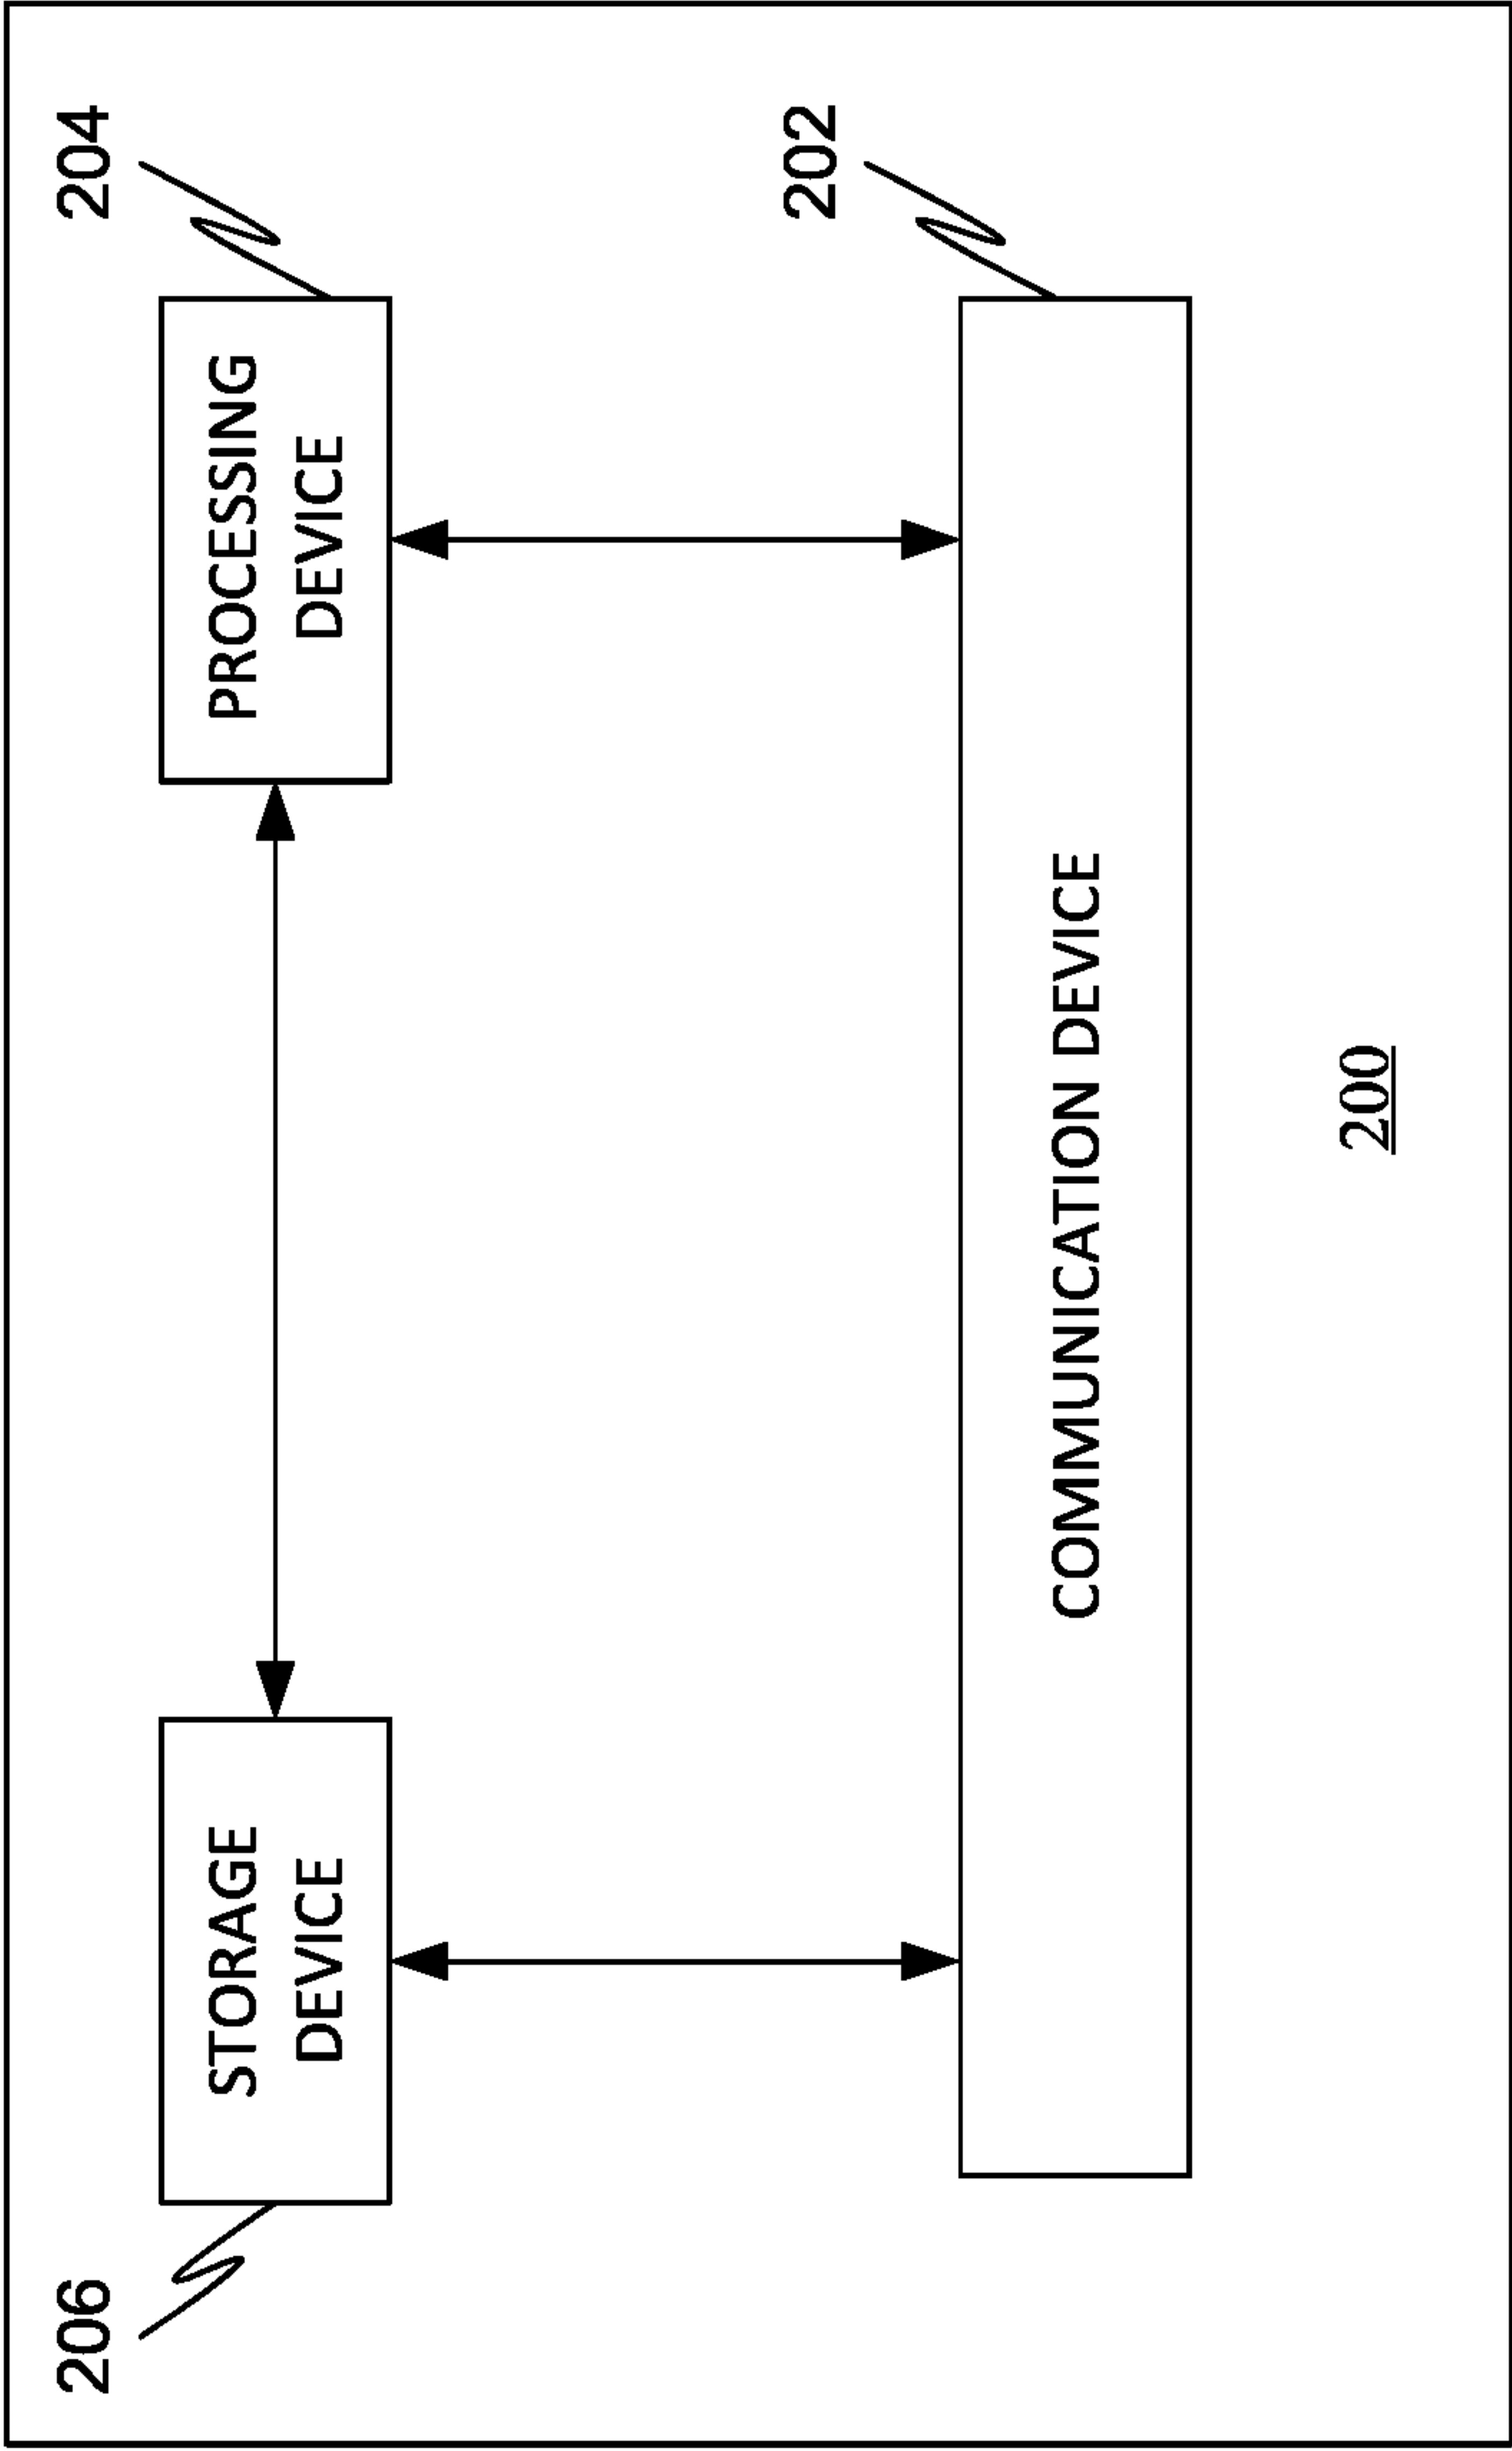 206
204
STORAGE
DEVICE
PROCESSING
DEVICE
202
COMMUNICATION DEVICE
200